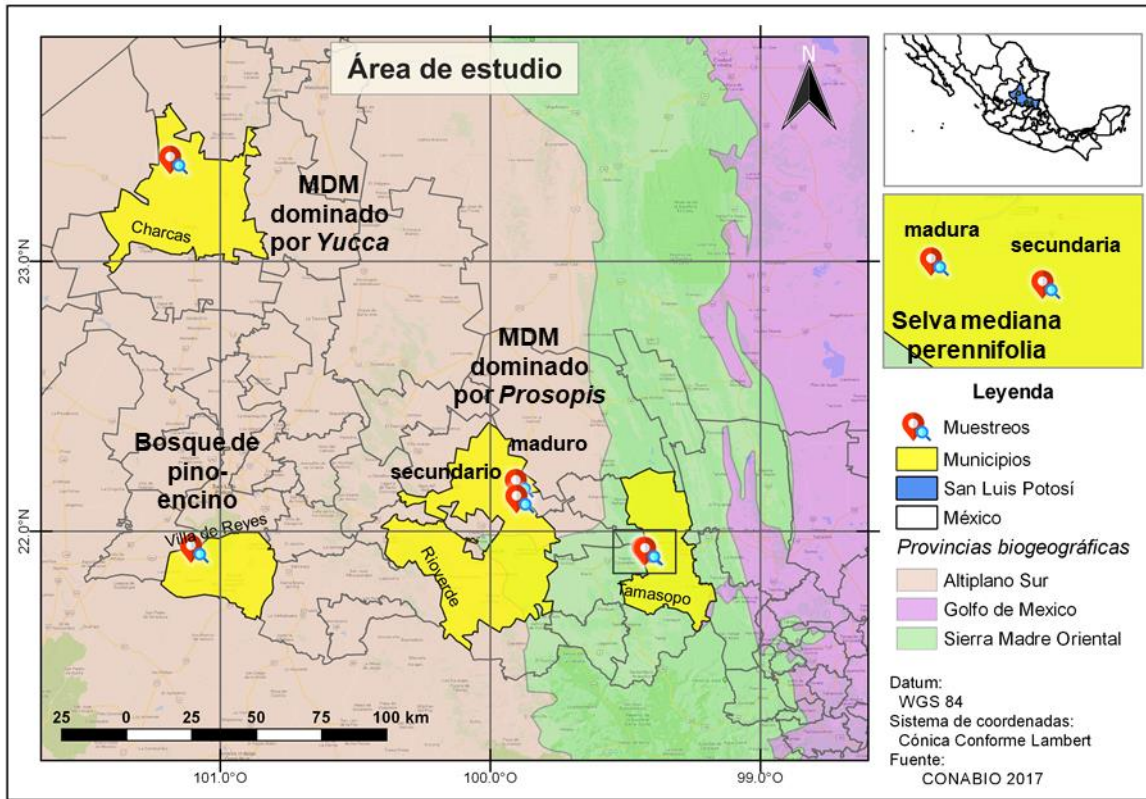 Área de estudio
N
MDM
dominado
por Yucca
Charcas
MDM
dominado
por Prosopis
maduro
secundario
Bosque de
pino-
encino
Villa de Reyes
Rioverde
Tamasopo
23.0°N
22.0°N
101.0°O
100.0°O
99.0°O
25 0 25 50 75 100 km
madura
secundaria
Selva mediana
perennifolia
Leyenda
Muestreos
Municipios
San Luis Potosí
México
Provincias biogeográficas
Altiplano Sur
Golfo de Mexico
Sierra Madre Oriental
Datum:
WGS 84
Sistema de coordenadas:
Cónica Conforme Lambert
Fuente:
CONABIO 2017